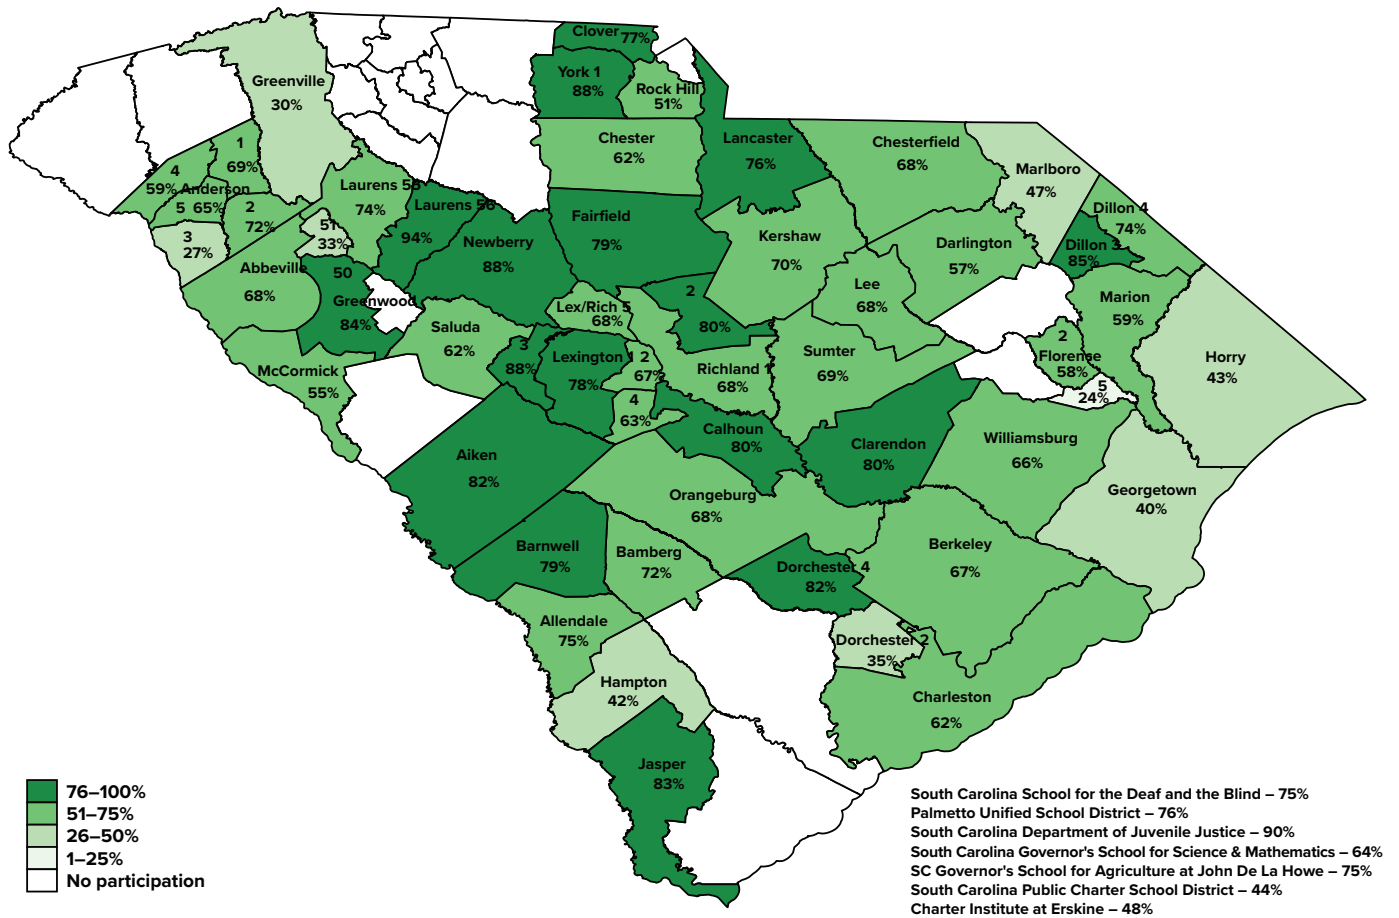 Clover 77%
York 1
88%
Rock Hill
51%
Greenville
30%
Chester
62%
Lancaster
76%
Chesterfield
68%
Marlboro
47%
1
69%
4
59%
Anderson
5 65%
2
72%
3
27%
Laurens 55
74%
Laurens 56
94%
51
33%
Dillon 4
74%
Dillon 3
85%
Fairfield
79%
Newberry
88%
Kershaw
70%
Darlington
57%
Abbeville
68%
50
Greenwood
84%
Lee
68%
2
80%
Marion
59%
Lex/Rich 5
68%
Saluda
62%
2
Florence
58%
Horry
43%
3
88%
Lexington 1
78%
2
67%
Richland 1
68%
Sumter
69%
McCormick
55%
5
24%
4
63%
Calhoun
80%
Clarendon
80%
Williamsburg
66%
Aiken
82%
Orangeburg
68%
Georgetown
40%
Barnwell
79%
Bamberg
72%
Dorchester 4
82%
Berkeley
67%
Allendale
75%
Dorchester 2
35%
Hampton
42%
Charleston
62%
Jasper
83%
76–100%
51–75%
26–50%
1–25%
No participation
South Carolina School for the Deaf and the Blind – 75%
Palmetto Unified School District – 76%
South Carolina Department of Juvenile Justice – 90%
South Carolina Governor's School for Science & Mathematics – 64%
SC Governor's School for Agriculture at John De La Howe – 75%
South Carolina Public Charter School District – 44%
Charter Institute at Erskine – 48%